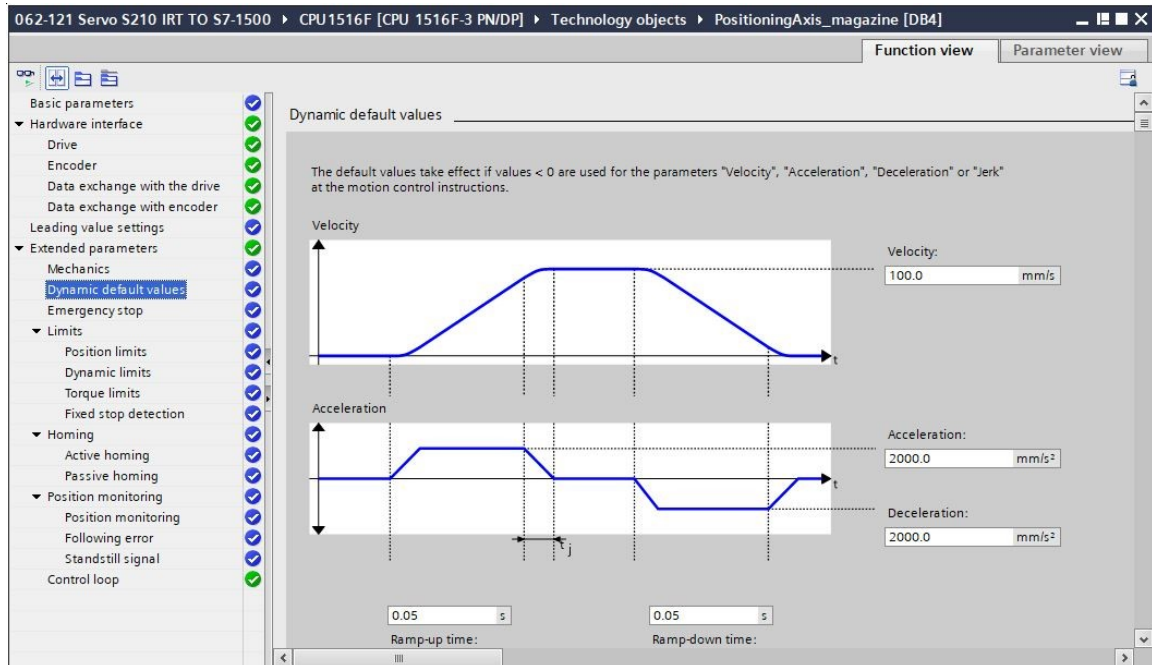 062-121 Servo S210 IRT TO S7-1500 ▸ CPU1516F [CPU 1516F-3 PN/DP] ▸ Technology objects ▸ PositioningAxis_magazine [DB4]
Function view
Parameter view
Basic parameters
Hardware interface
Drive
Encoder
Data exchange with the drive
Data exchange with encoder
Leading value settings
Extended parameters
Mechanics
Dynamic default values
Emergency stop
Limits
Position limits
Dynamic limits
Torque limits
Fixed stop detection
Homing
Active homing
Passive homing
Position monitoring
Position monitoring
Following error
Standstill signal
Control loop
Dynamic default values
The default values take effect if values < 0 are used for the parameters "Velocity", "Acceleration", "Deceleration" or "Jerk"
at the motion control instructions.
Velocity
t
Velocity:
100.0 mm/s
Acceleration
t
t j
Acceleration:
2000.0 mm/s²
Deceleration:
2000.0 mm/s²
0.05 s
Ramp-up time:
0.05 s
Ramp-down time: